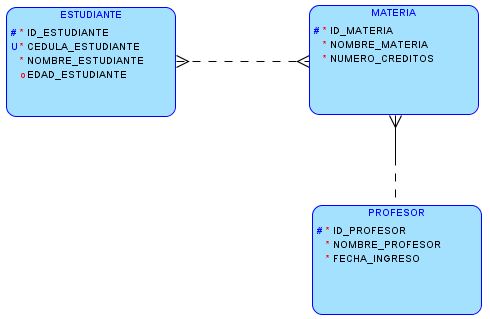 ESTUDIANTE
# * ID_ESTUDIANTE
U * CEDULA_ESTUDIANTE
* NOMBRE_ESTUDIANTE
o EDAD_ESTUDIANTE
MATERIA
# * ID_MATERIA
* NOMBRE_MATERIA
* NUMERO_CREDITOS
PROFESOR
# * ID_PROFESOR
* NOMBRE_PROFESOR
* FECHA_INGRESO